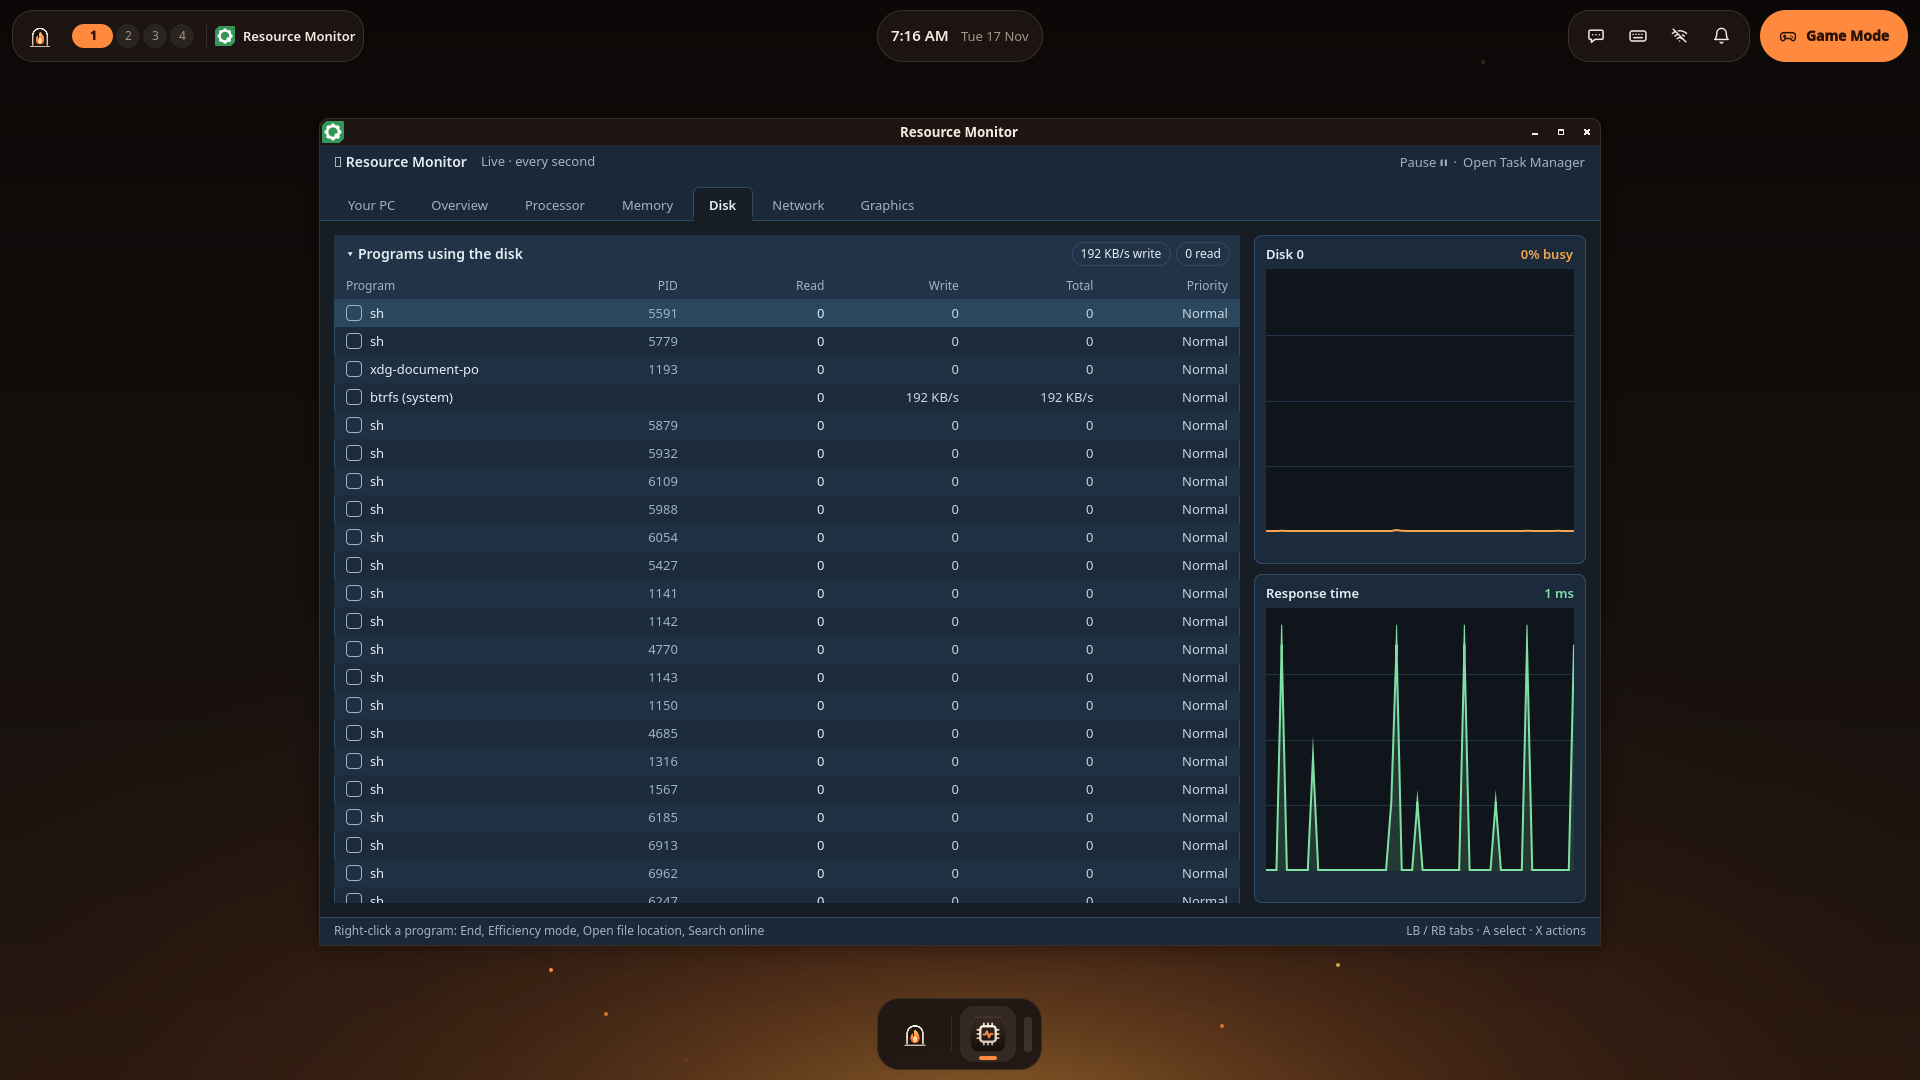 1 2 3 4 Resource Monitor
7:16 AM Tue 17 Nov
Game Mode
Resource Monitor
Resource Monitor Live · every second
Pause · Open Task Manager
Your PC Overview Processor Memory Disk Network Graphics
Programs using the disk 192 KB/s write 0 read
Program PID Read Write Total Priority
sh 5591 0 0 0 Normal
sh 5779 0 0 0 Normal
xdg-document-po 1193 0 0 0 Normal
btrfs (system) 0 192 KB/s 192 KB/s Normal
sh 5879 0 0 0 Normal
sh 5932 0 0 0 Normal
sh 6109 0 0 0 Normal
sh 5988 0 0 0 Normal
sh 6054 0 0 0 Normal
sh 5427 0 0 0 Normal
sh 1141 0 0 0 Normal
sh 1142 0 0 0 Normal
sh 4770 0 0 0 Normal
sh 1143 0 0 0 Normal
sh 1150 0 0 0 Normal
sh 4685 0 0 0 Normal
sh 1316 0 0 0 Normal
sh 1567 0 0 0 Normal
sh 6185 0 0 0 Normal
sh 6913 0 0 0 Normal
sh 6962 0 0 0 Normal
sh 6247 0 0 0 Normal
Disk 0 0% busy
Response time 1 ms
Right-click a program: End, Efficiency mode, Open file location, Search online
LB / RB tabs · A select · X actions